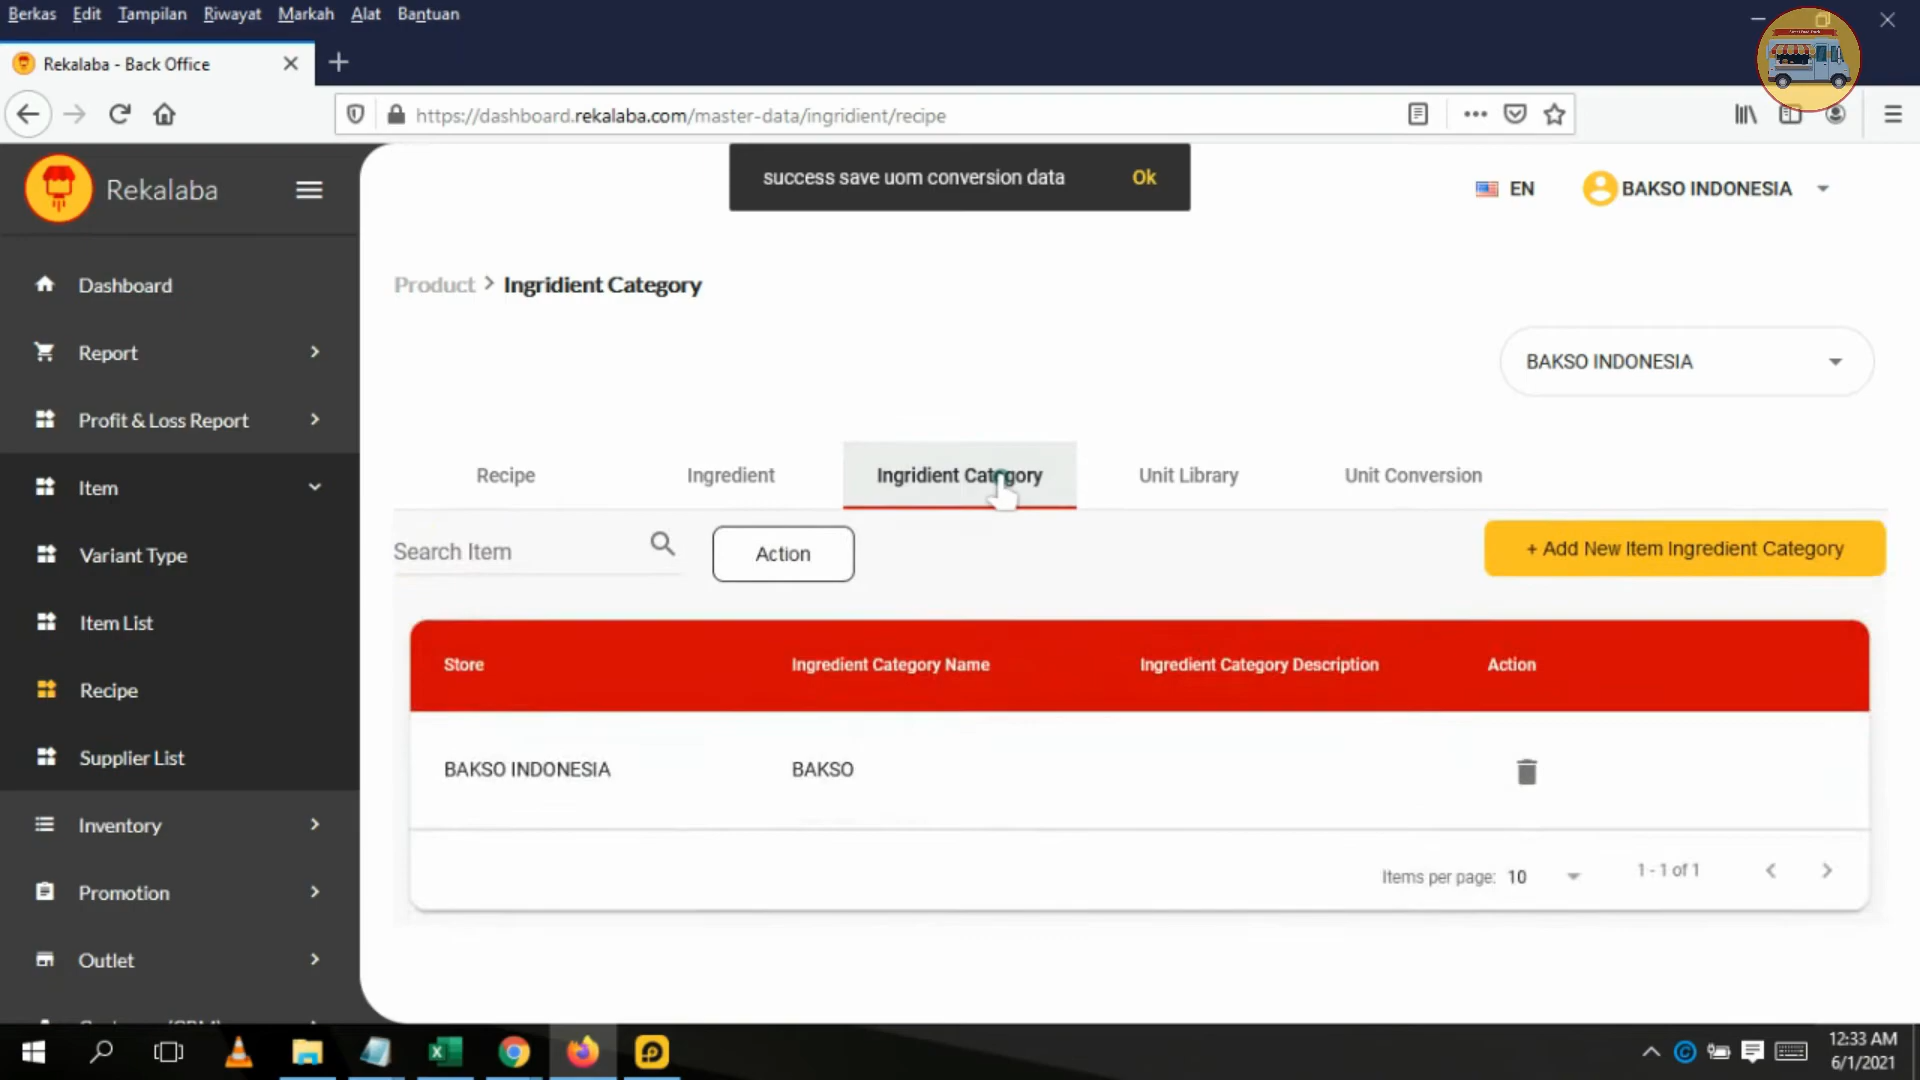 Berkas Edit Tampilan Riwayat Markah Alat Bantuan
Rekalaba - Back Office
https://dashboard.rekalaba.com/master-data/ingridient/recipe
Rekalaba
success save uom conversion data Ok
EN
BAKSO INDONESIA
Dashboard
Report
Profit & Loss Report
Item
Variant Type
Item List
Recipe
Supplier List
Inventory
Promotion
Outlet
Product > Ingridient Category
BAKSO INDONESIA
Recipe Ingredient Ingridient Category Unit Library Unit Conversion
Search Item
Action
+ Add New Item Ingredient Category
Store Ingredient Category Name Ingredient Category Description Action
BAKSO INDONESIA BAKSO
Items per page: 10 1 - 1 of 1
12:33 AM
6/1/2021